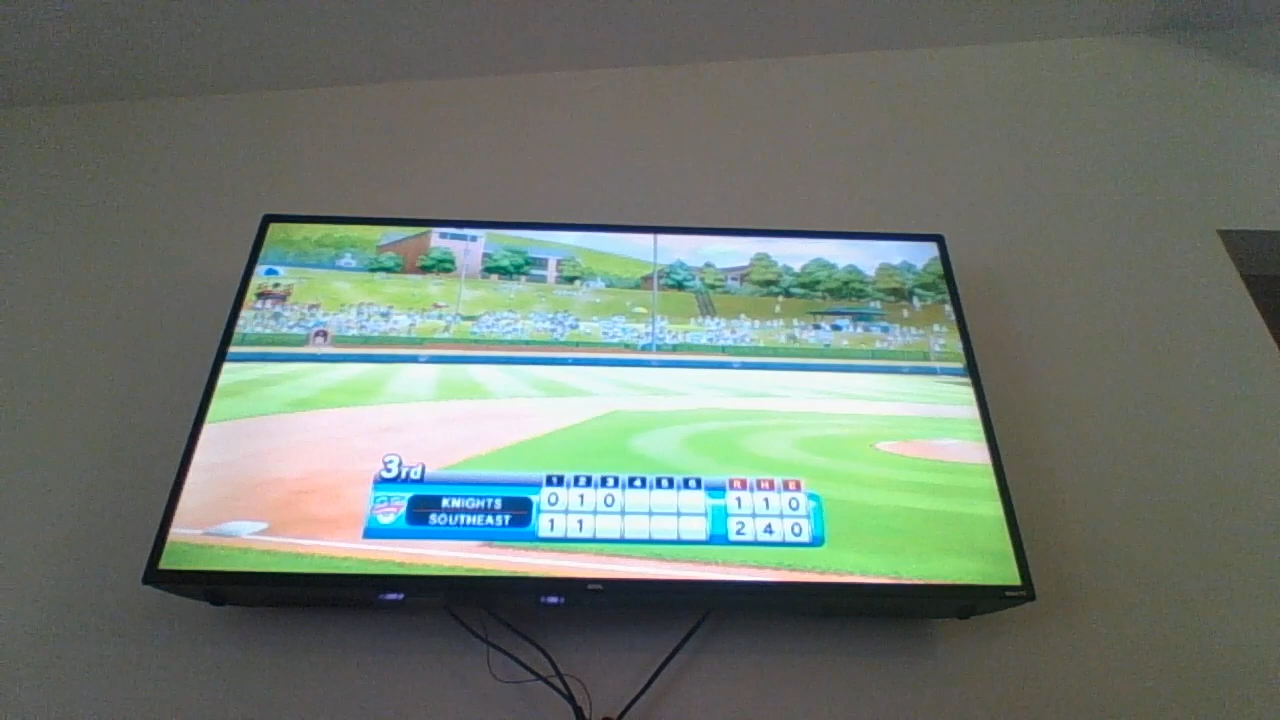 3rd
1 2 3 4 5 6 R H E
KNIGHTS 0 1 0 1 1 0
SOUTHEAST 1 1 2 4 0